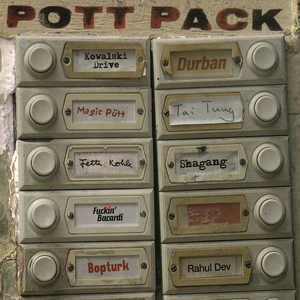 POTT PACK
Kowalski
Drive
Durban
Magic Pütt
Tai Tung
Fette Kohle
Shagang
Fuckin'
Bacardi
Bopturk
Rahul Dev